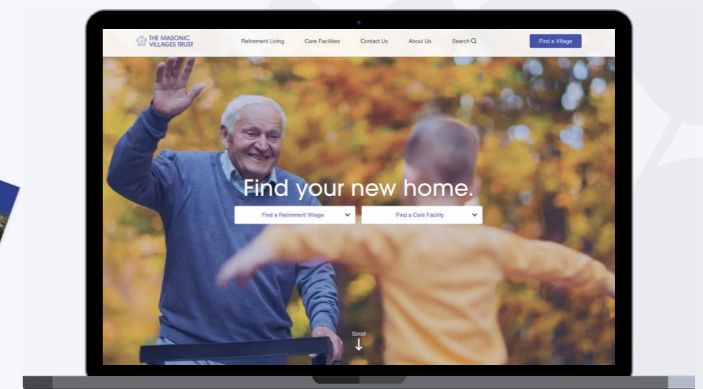 THE MASONIC
VILLAGES TRUST
Retirement Living Care Facilities Contact Us About Us Search Find a Village
Find your new home.
Find a Retirement Village Find a Care Facility
Scroll